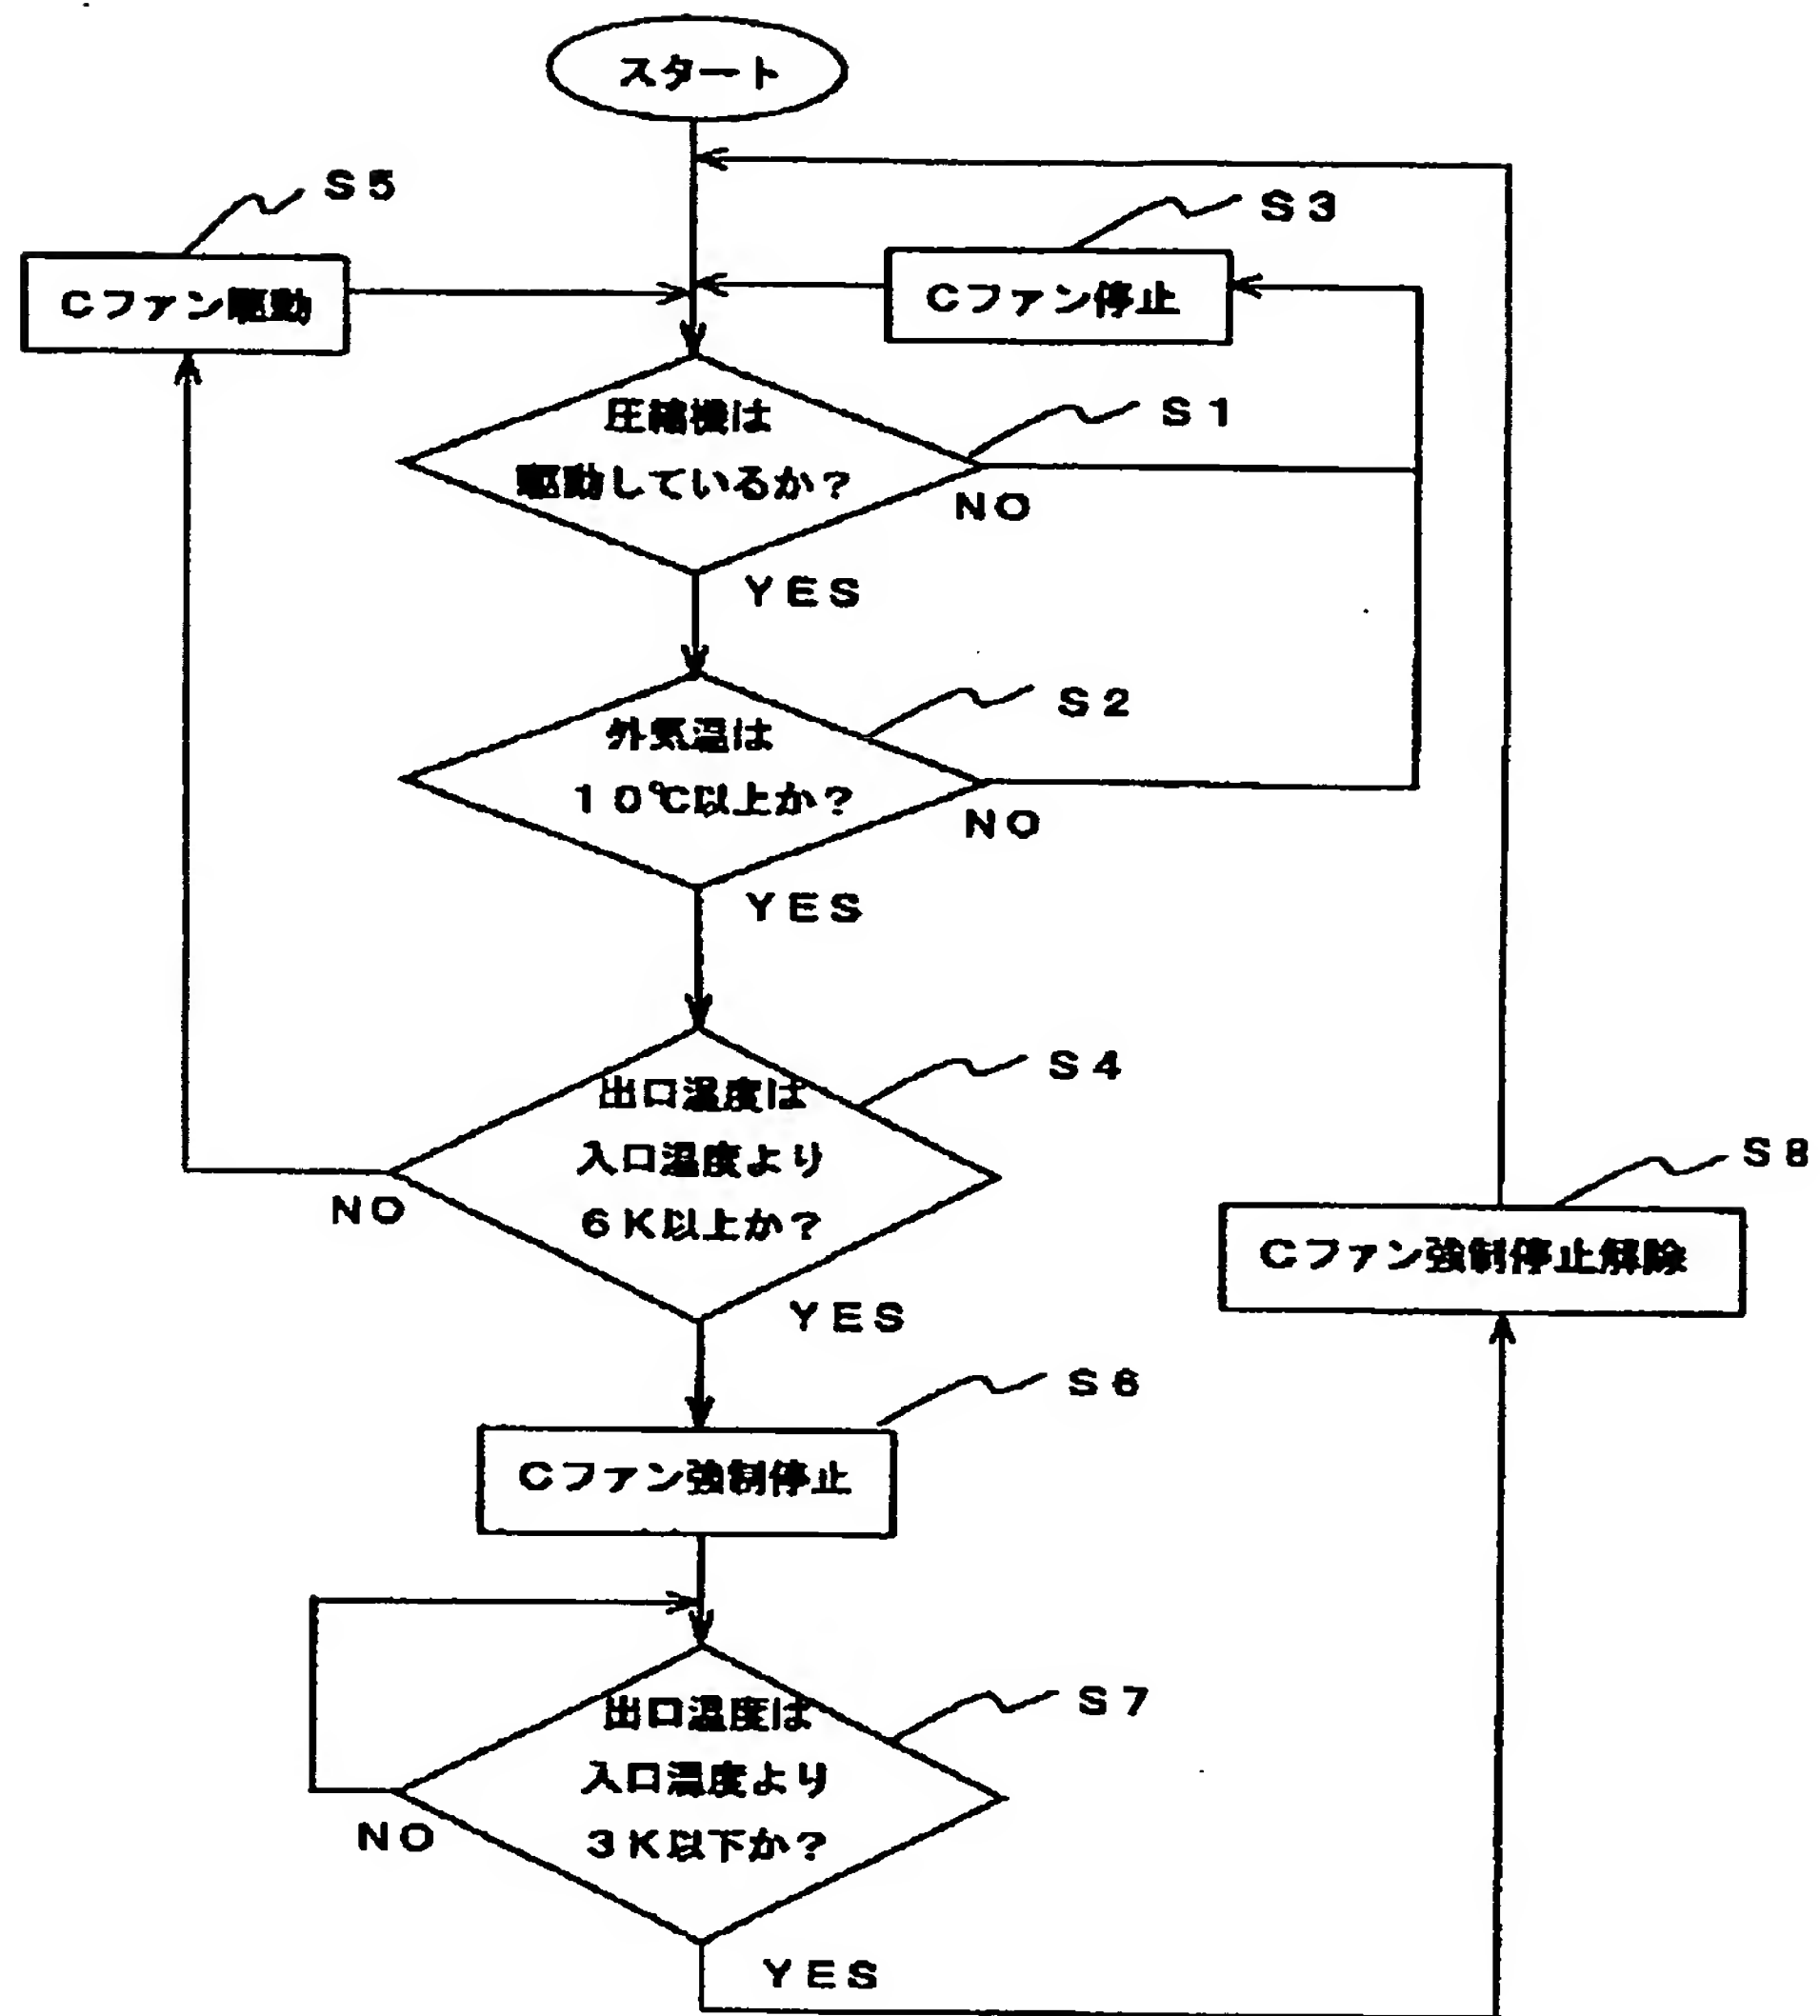 スタート
S5
S3
Cファン駆動
Cファン停止
圧縮機は
駆動しているか?
S1
NO
YES
外気温は
10℃以上か?
S2
NO
YES
出口温度は
入口温度より
6K以上か?
S4
NO
YES
S8
Cファン強制停止解除
S6
Cファン強制停止
出口温度は
入口温度より
3K以下か?
S7
NO
YES